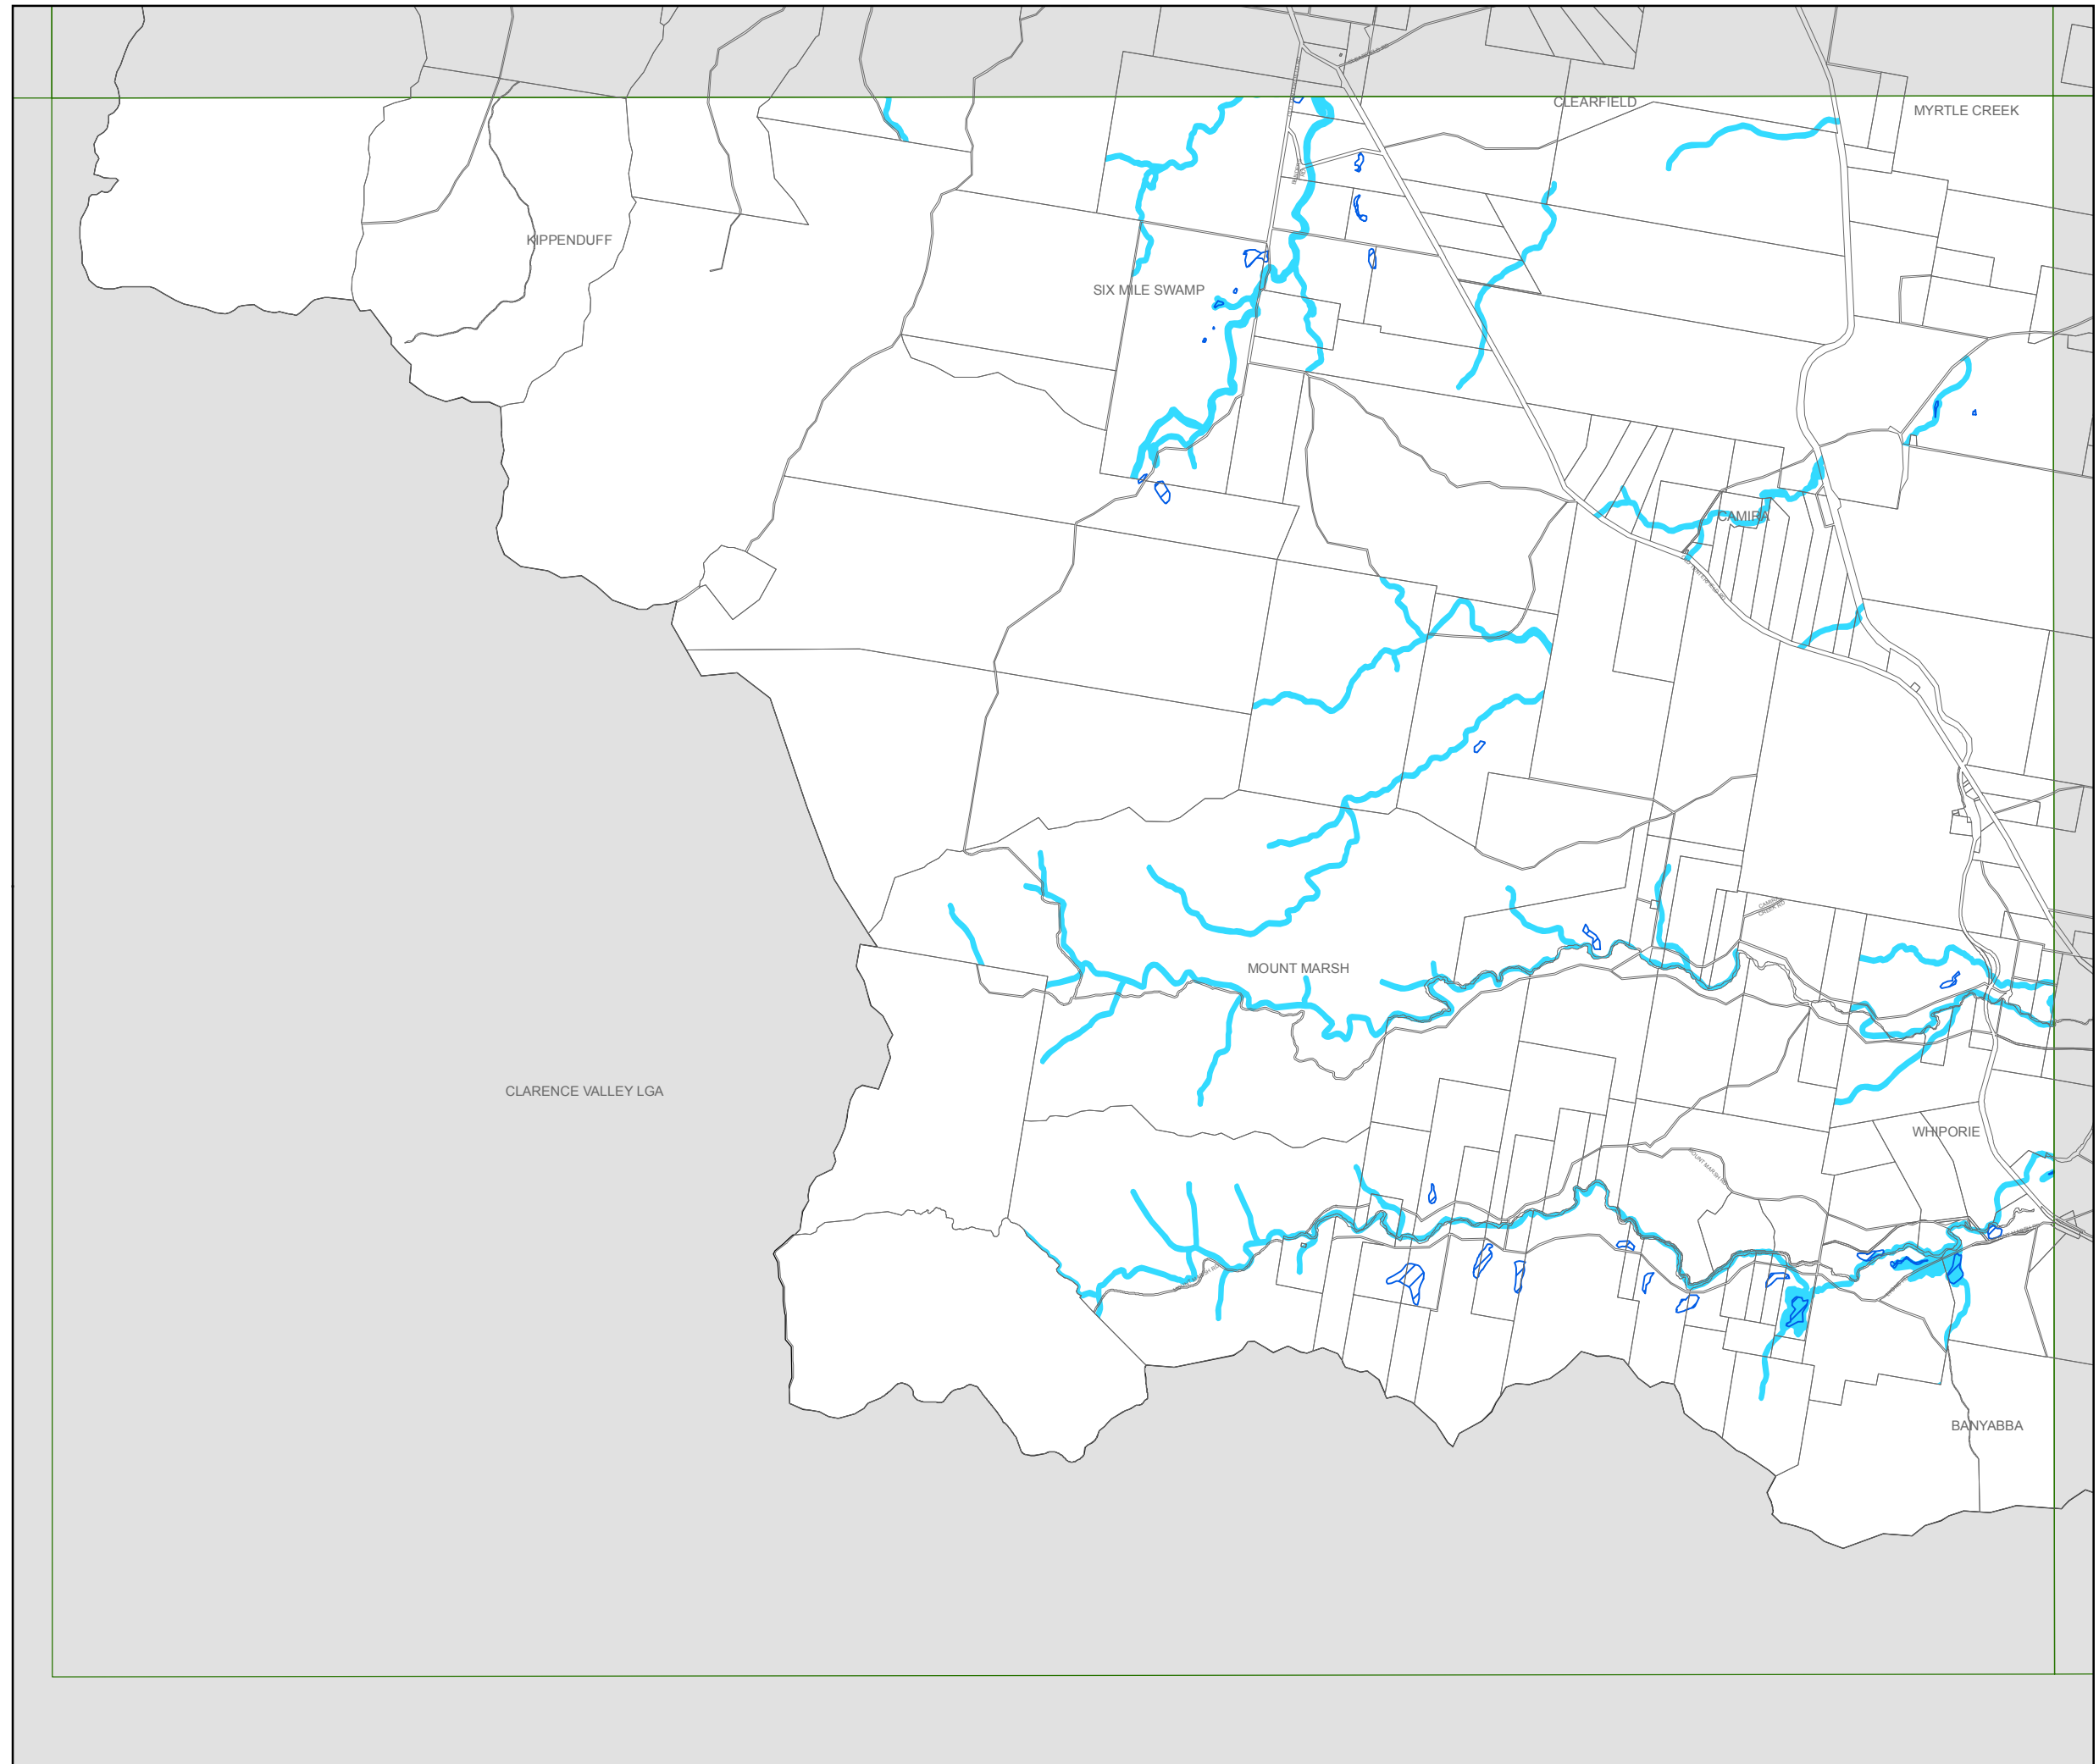 CLEARFIELD
MYRTLE CREEK
KIPPENDUFF
SIX MILE SWAMP
CAMIRA
MOUNT MARSH
CLARENCE VALLEY LGA
WHIPORIE
BANYABBA